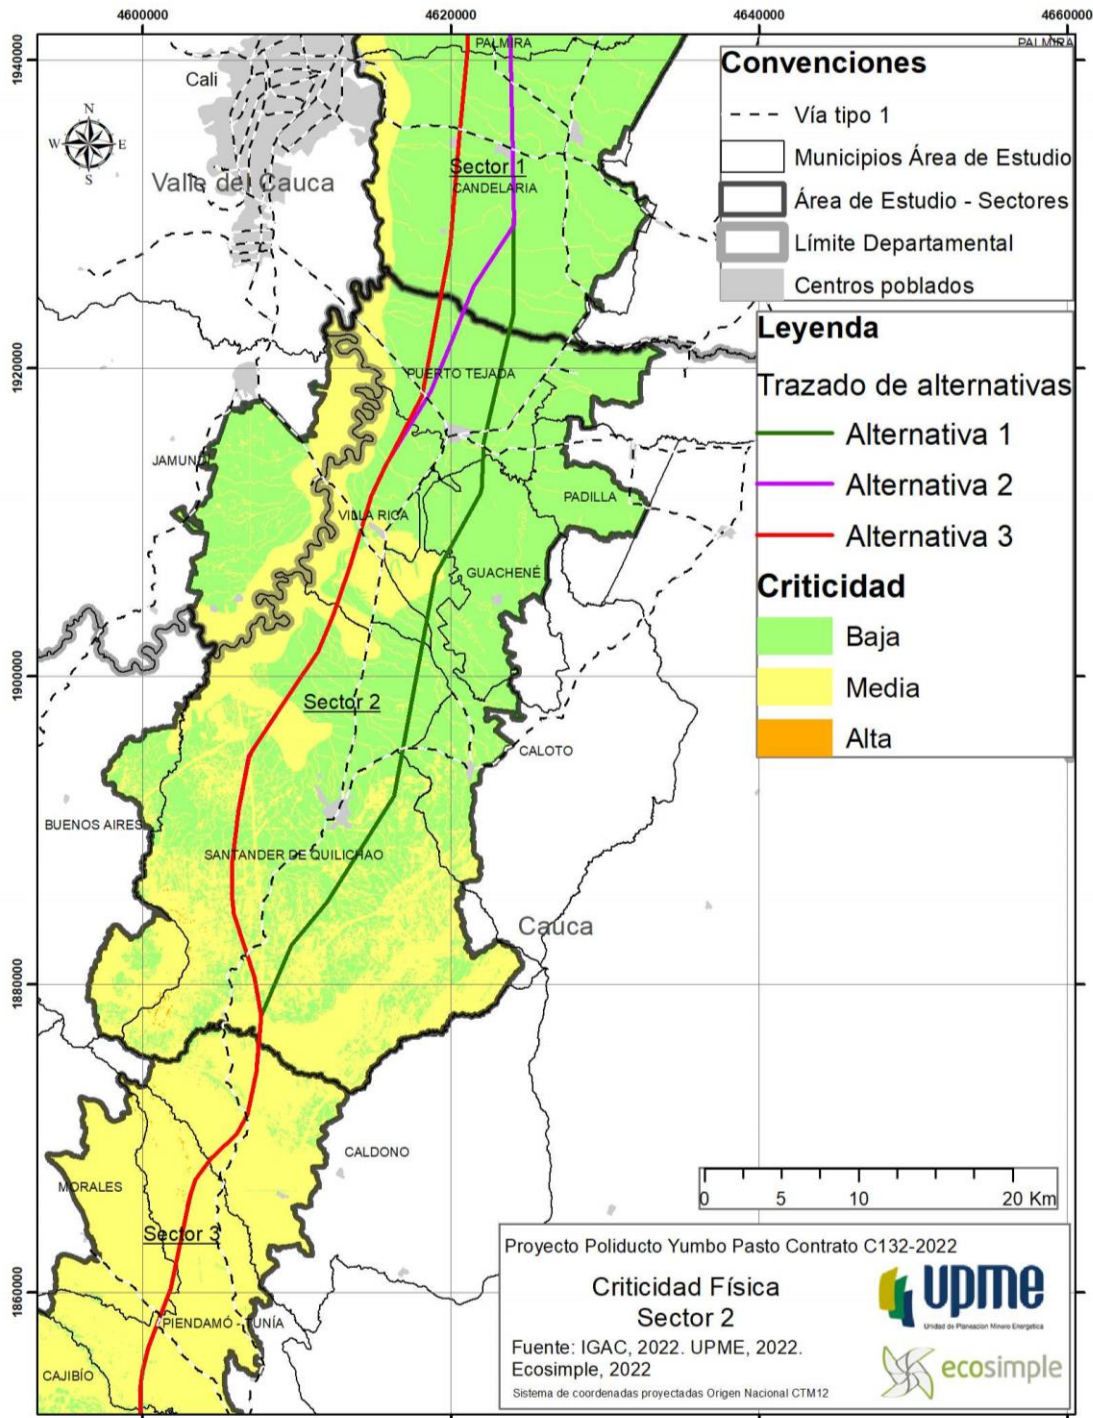 4600000
4620000
4640000
4660000
1940000
1920000
1900000
1880000
1860000
N
W
E
S
Cali
Valle del Cauca
PALMIRA
PALMIRA
Sector 1
CANDELARIA
PUERTO TEJADA
JAMUNDÍ
VILLA RICA
PADILLA
GUACHENÉ
Sector 2
CALOTO
BUENOS AIRES
SANTANDER DE QUILICHAO
Cauca
CALDONO
MORALES
Sector 3
PIENDAMÓ - TUNÍA
CAJIBÍO
Convenciones
Vía tipo 1
Municipios Área de Estudio
Área de Estudio - Sectores
Límite Departamental
Centros poblados
Leyenda
Trazado de alternativas
Alternativa 1
Alternativa 2
Alternativa 3
Criticidad
Baja
Media
Alta
0 5 10 20 Km
Proyecto Poliducto Yumbo Pasto Contrato C132-2022
Criticidad Física
Sector 2
Fuente: IGAC, 2022. UPME, 2022.
Ecosimple, 2022
Sistema de coordenadas proyectadas Origen Nacional CTM12
upme
Unidad de Planeación Minero Energética
ecosimple